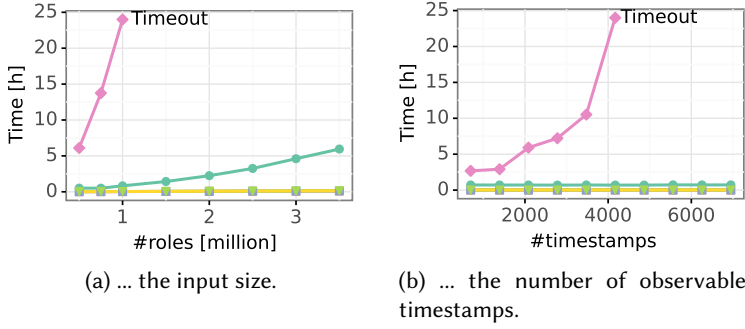 25
20
15
10
5
0
Time [h]
Timeout
1
2
3
#roles [million]
(a) ... the input size.
25
20
15
10
5
0
Time [h]
Timeout
2000
4000
6000
#timestamps
(b) ... the number of observable
timestamps.